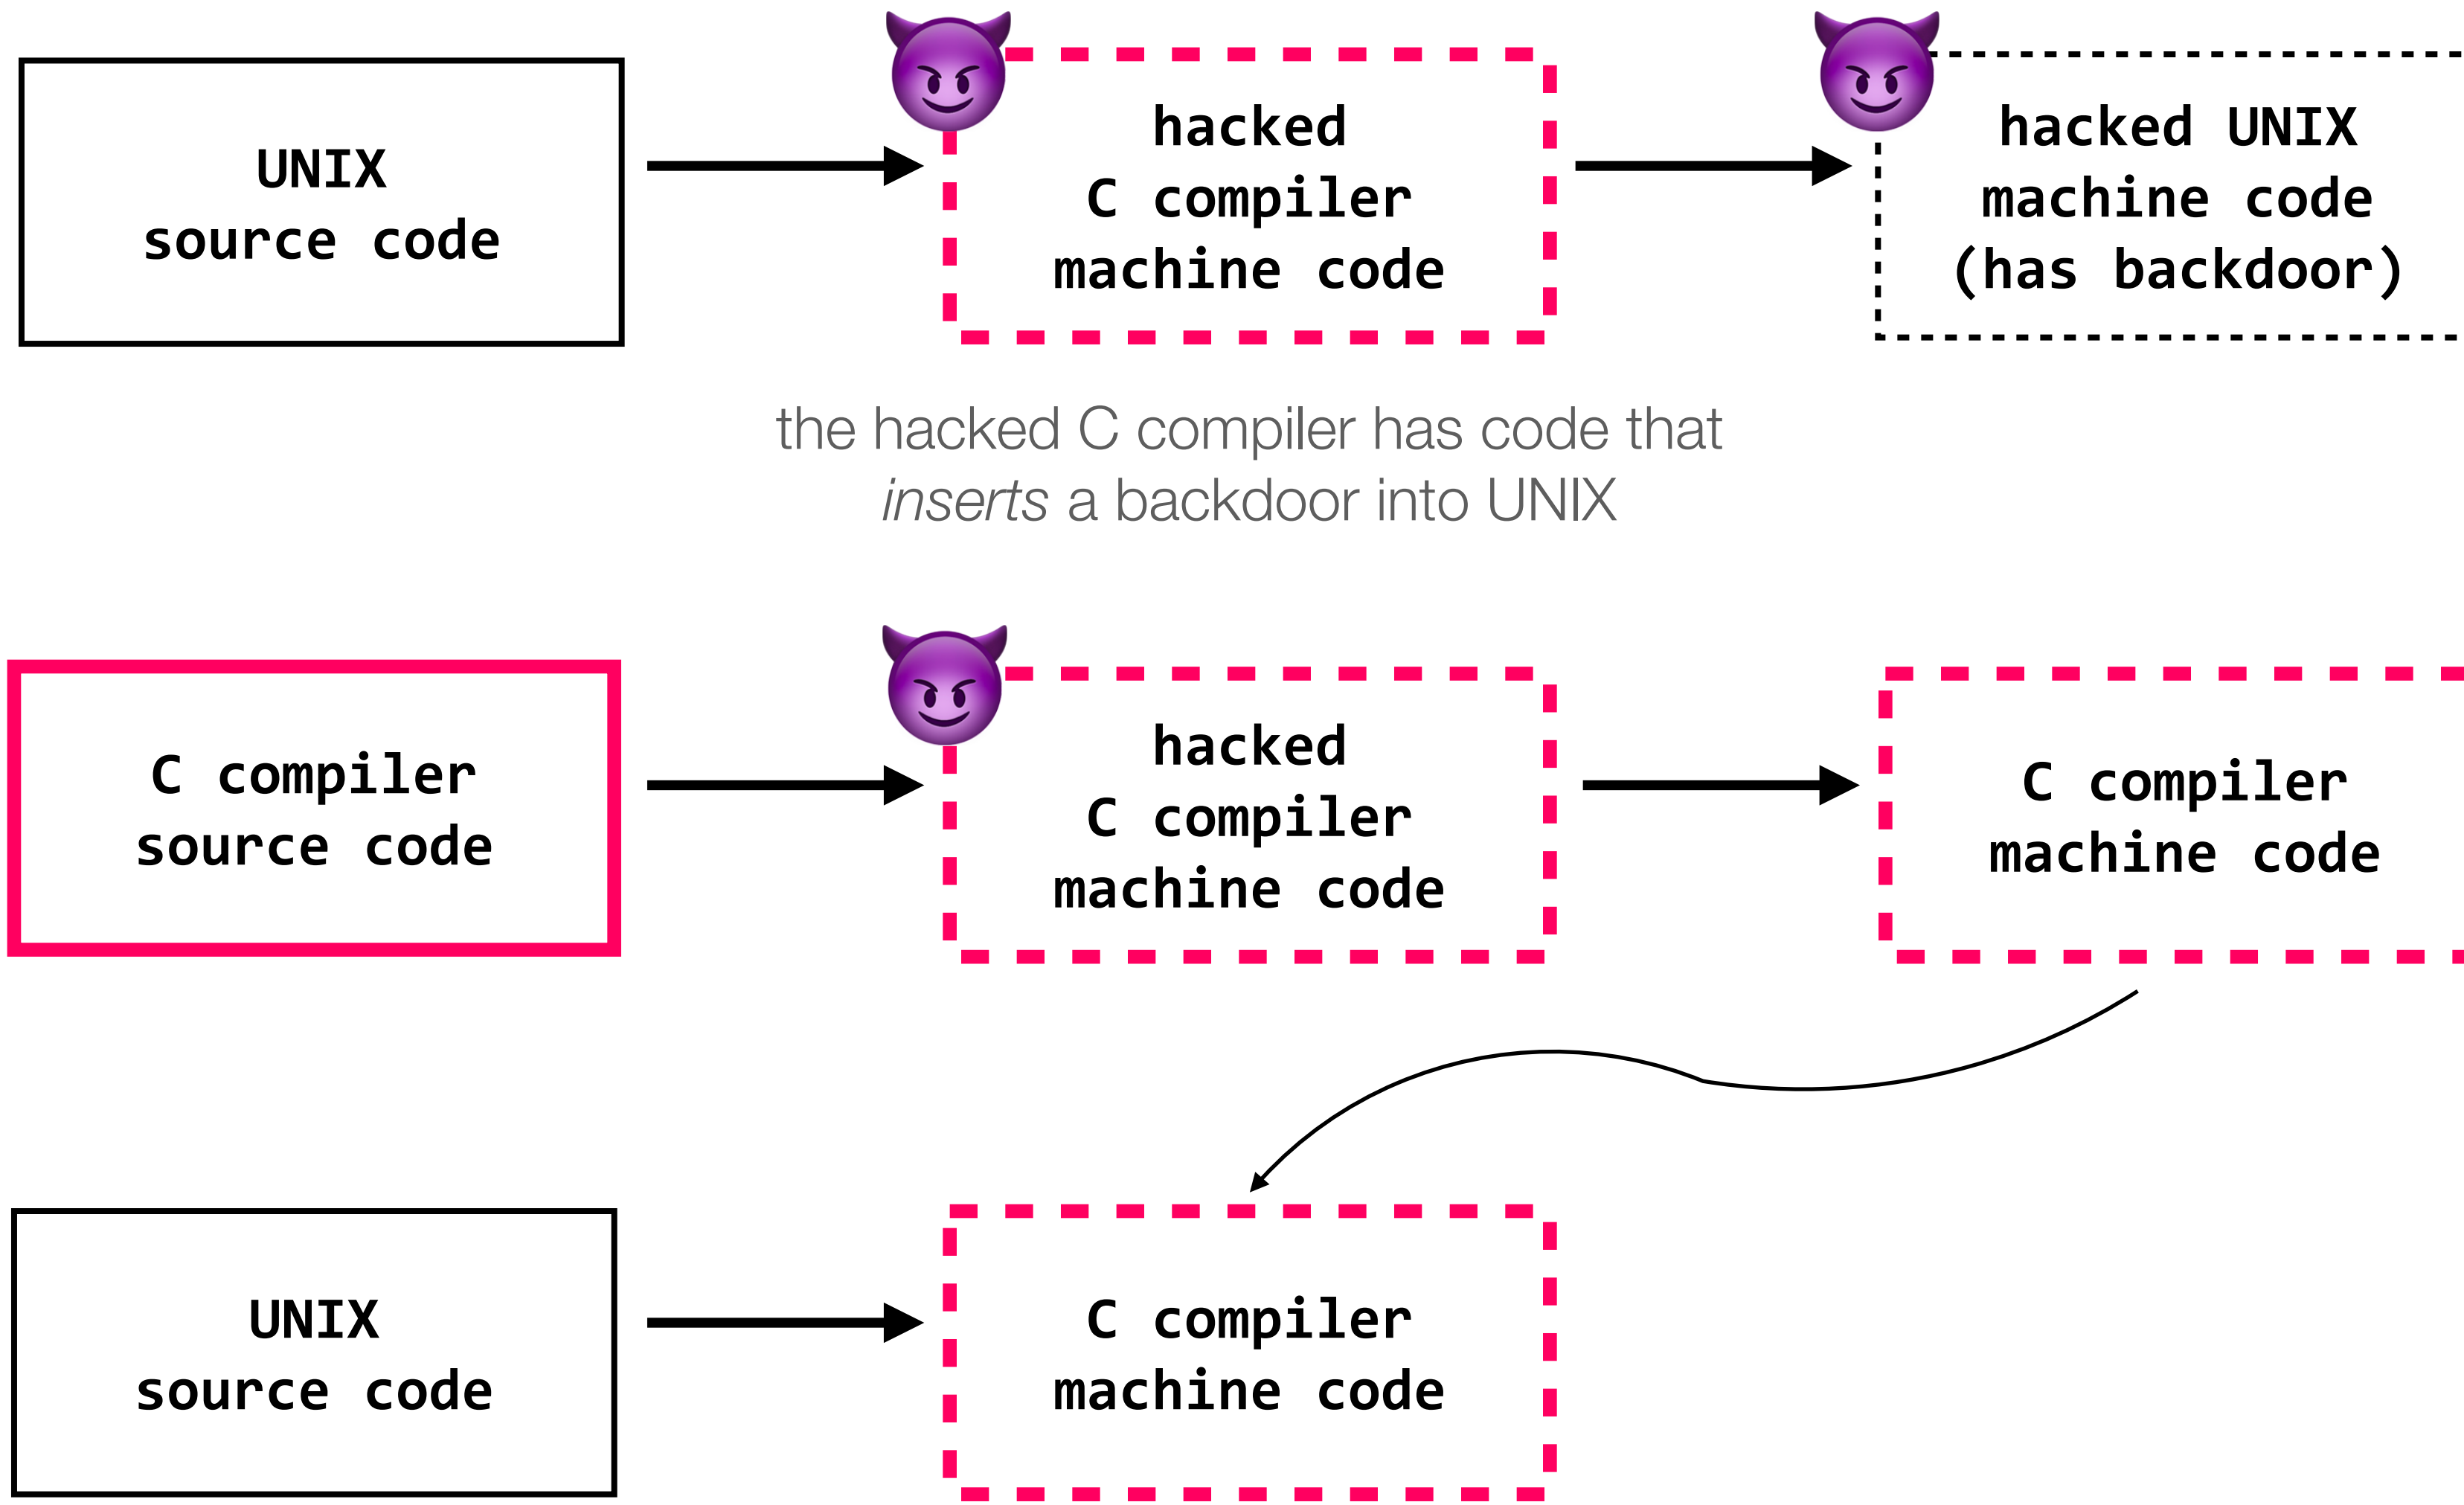 UNIX
source code
hacked
C compiler
machine code
hacked UNIX
machine code
(has backdoor)
the hacked C compiler has code that
inserts a backdoor into UNIX
C compiler
source code
hacked
C compiler
machine code
C compiler
machine code
UNIX
source code
C compiler
machine code